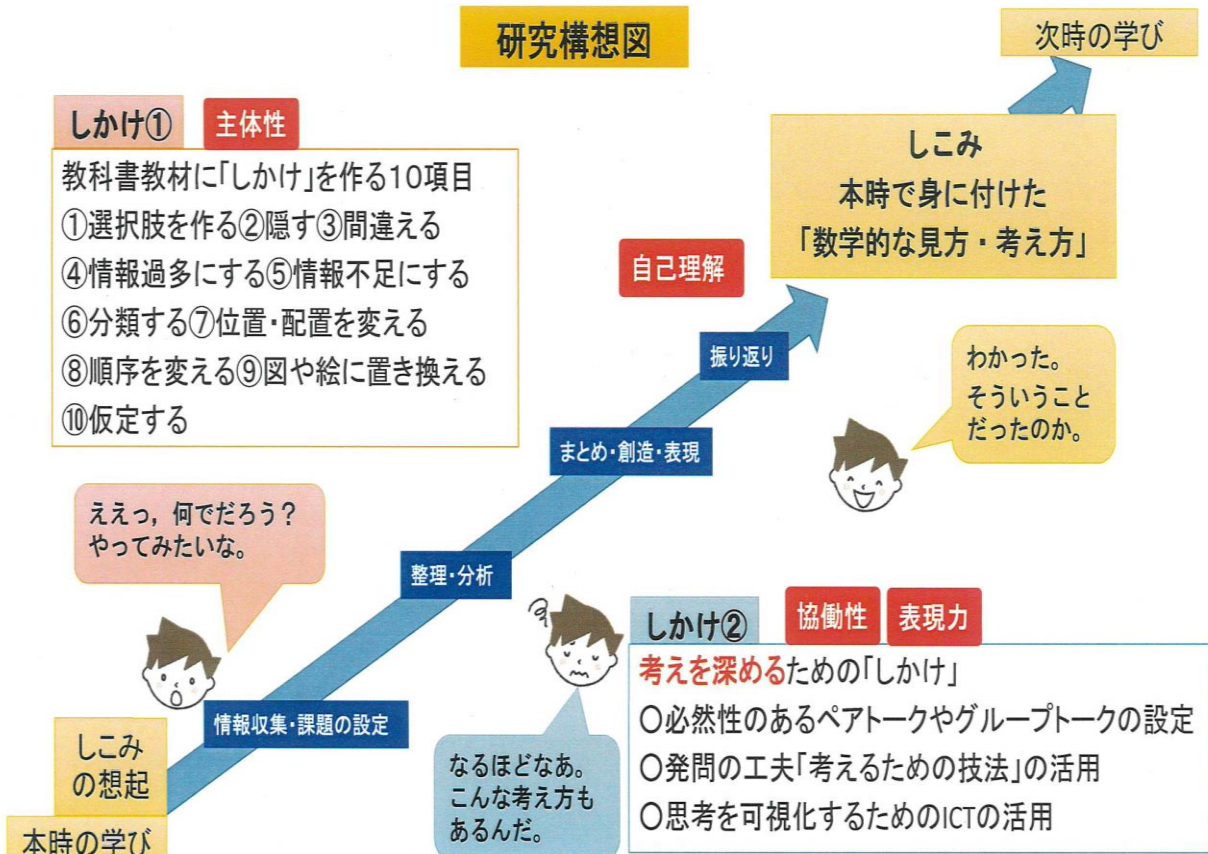 研究構想図
次時の学び
しかけ①
主体性
教科書教材に「しかけ」を作る10項目
①選択肢を作る②隠す③間違える
④情報過多にする⑤情報不足にする
⑥分類する⑦位置・配置を変える
⑧順序を変える⑨図や絵に置き換える
⑩仮定する
しこみ
本時で身に付けた
「数学的な見方・考え方」
自己理解
振り返り
わかった。
そういうこと
だったのか。
まとめ・創造・表現
ええっ，何でだろう？
やってみたいな。
整理・分析
しかけ②
協働性
表現力
考えを深めるための「しかけ」
〇必然性のあるペアトークやグループトークの設定
〇発問の工夫「考えるための技法」の活用
〇思考を可視化するためのICTの活用
情報収集・課題の設定
なるほどなあ。
こんな考え方も
あるんだ。
しこみ
の想起
本時の学び